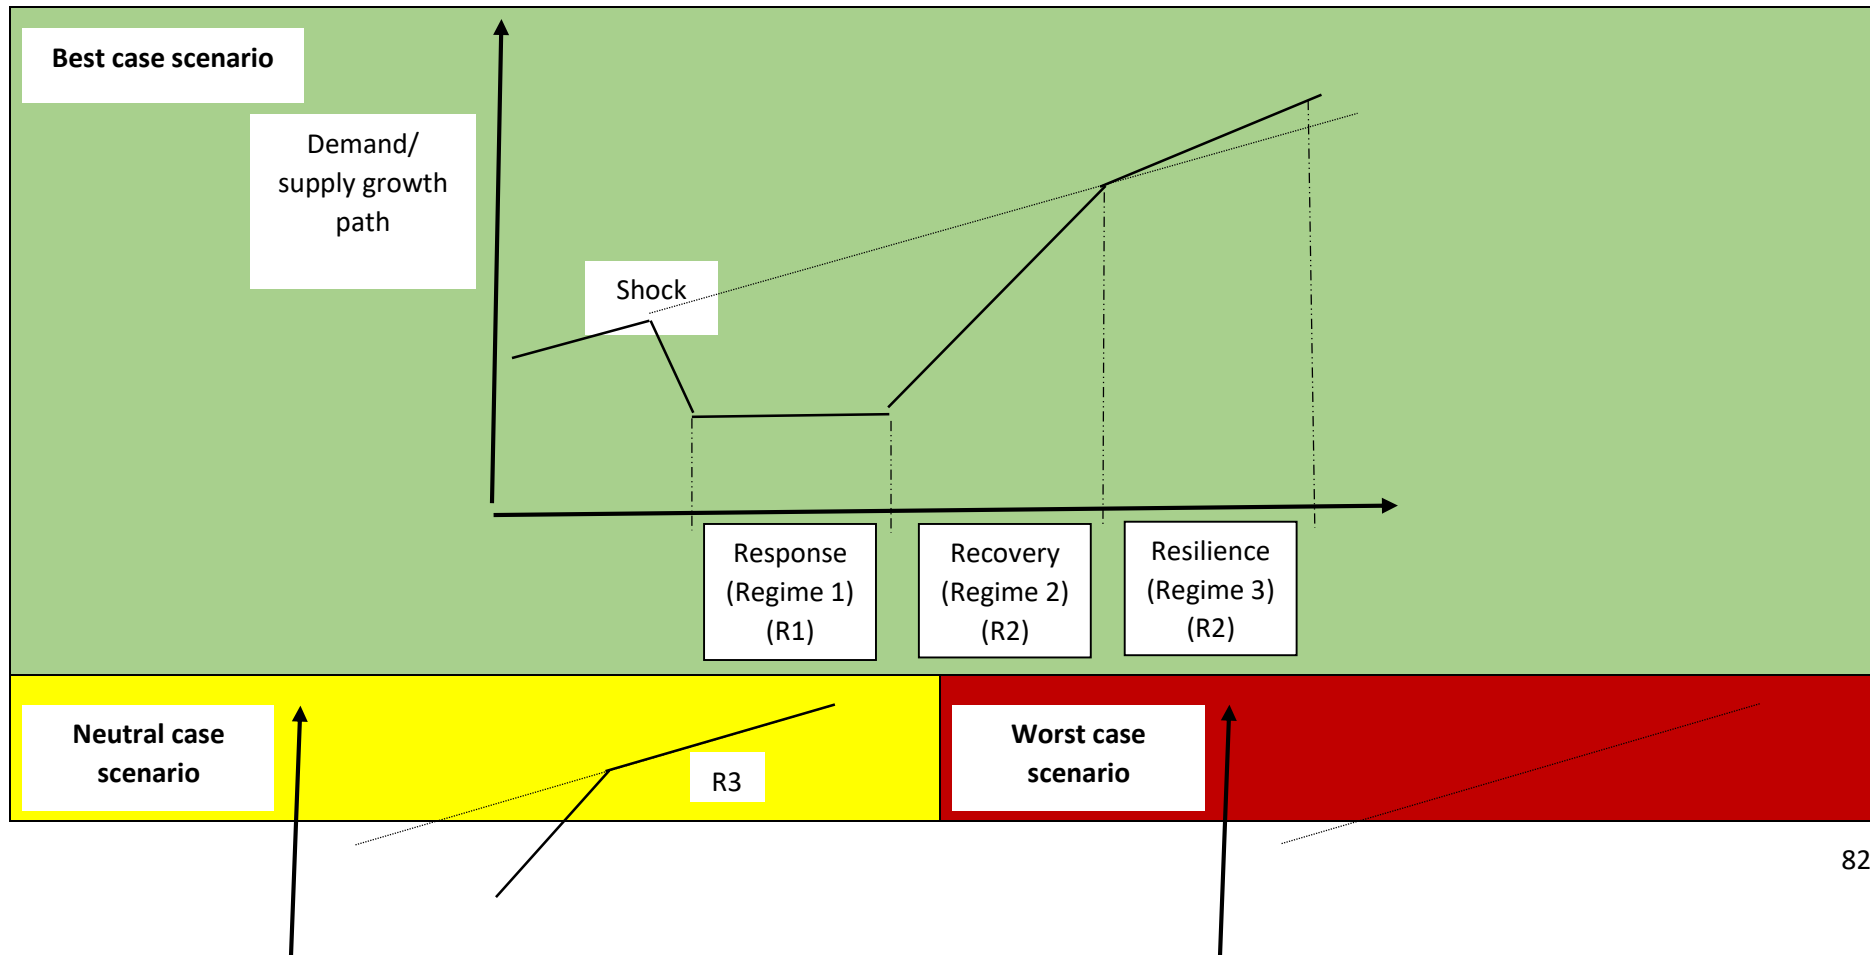 Best case scenario
Demand/
supply growth
path
Shock
Response
(Regime 1)
(R1)
Recovery
(Regime 2)
(R2)
Resilience
(Regime 3)
(R2)
Neutral case
scenario
R3
Worst case
scenario
82